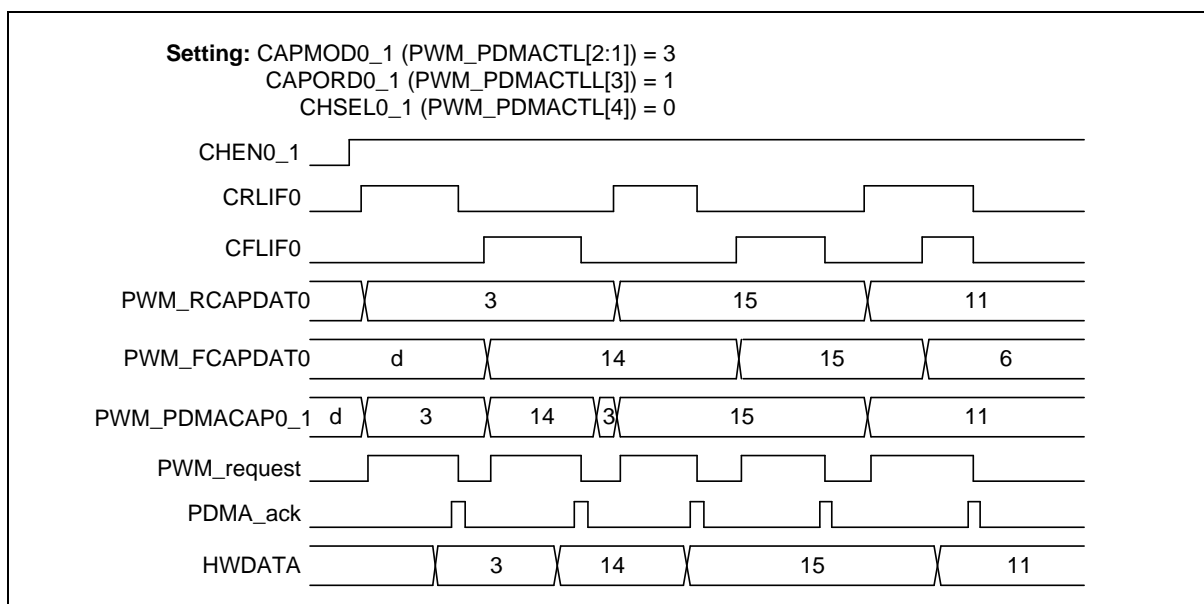 Setting: CAPMOD0_1 (PWM_PDMACTL[2:1]) = 3
CAPORD0_1 (PWM_PDMACTLL[3]) = 1
CHSEL0_1 (PWM_PDMACTL[4]) = 0
CHEN0_1
CRLIF0
CFLIF0
PWM_RCAPDAT0 3 15 11
PWM_FCAPDAT0 d 14 15 6
PWM_PDMACAP0_1 d 3 14 3 15 11
PWM_request
PDMA_ack
HWDATA 3 14 15 11